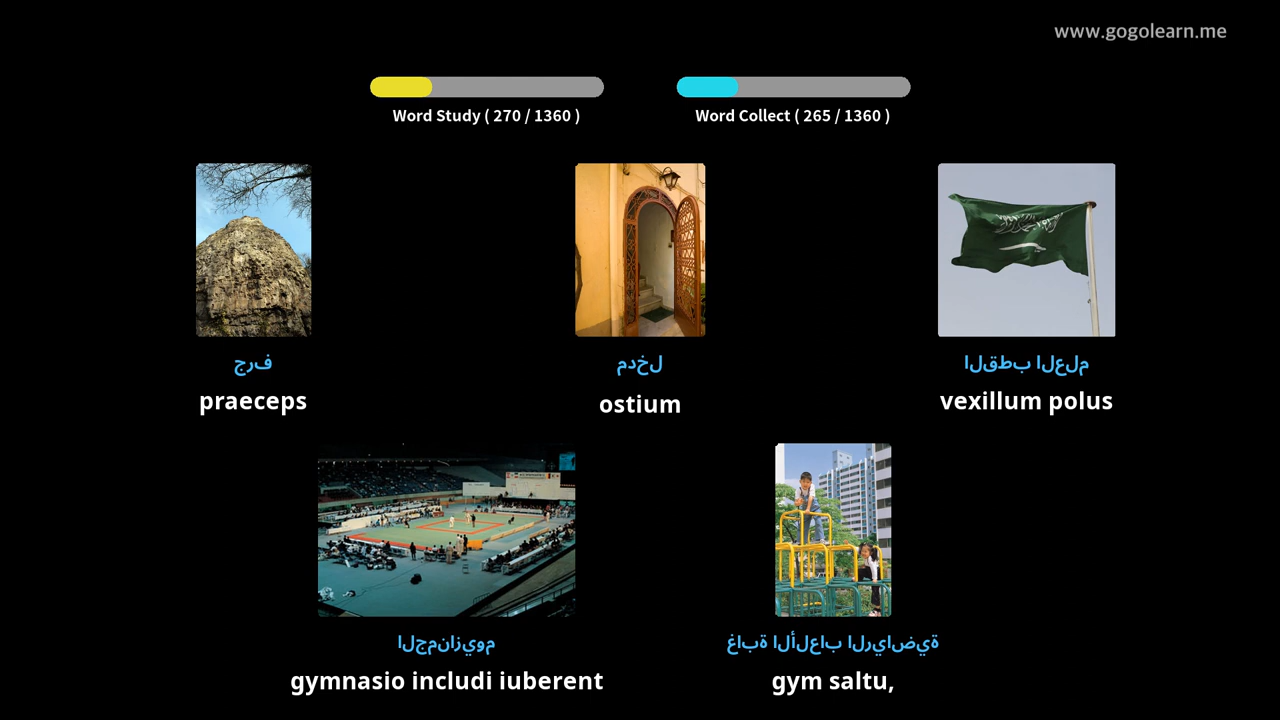 www.gogolearn.me
Word Study ( 270 / 1360 )
Word Collect ( 265 / 1360 )
جرف
praeceps
مدخل
ostium
القطب العلم
vexillum polus
الجمنازيوم
gymnasio includi iuberent
غابة الألعاب الرياضية
gym saltu,